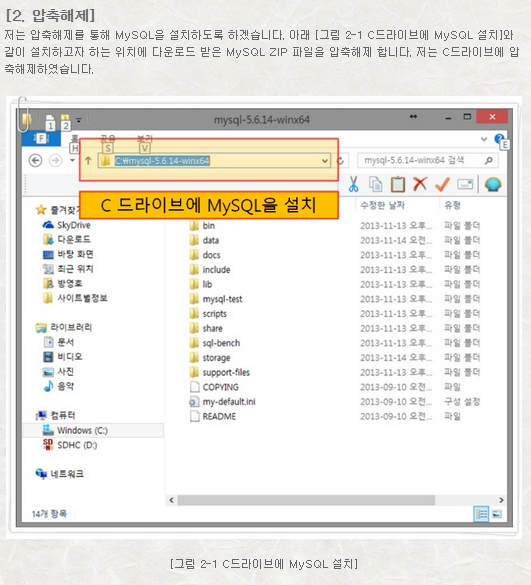 [2. 압축해제]
저는 압축해제를 통해 MySQL을 설치하도록 하겠습니다. 아래 [그림 2-1 C드라이브에 MySQL 설치]와
같이 설치하고자 하는 위치에 다운로드 받은 MySQL ZIP 파일을 압축해제 합니다. 저는 C드라이브에 압
축해제하였습니다.
1 2 mysql-5.6.14-winx64
F 홈 공유 보기
H S V E
C:₩mysql-5.6.14-winx64 mysql-5.6.14-winx64 검색
C 드라이브에 MySQL을 설치
수정한 날짜 유형
즐겨찾기
SkyDrive bin 2013-11-13 오후... 파일 폴더
다운로드 data 2013-11-14 오전... 파일 폴더
바탕 화면 docs 2013-11-13 오후... 파일 폴더
최근 위치 include 2013-11-13 오후... 파일 폴더
방영호 lib 2013-11-13 오후... 파일 폴더
사이트별정보 mysql-test 2013-11-13 오후... 파일 폴더
scripts 2013-11-13 오후... 파일 폴더
라이브러리 share 2013-11-13 오후... 파일 폴더
문서 sql-bench 2013-11-13 오후... 파일 폴더
비디오 storage 2013-11-14 오후... 파일 폴더
사진 support-files 2013-11-13 오후... 파일 폴더
음악 COPYING 2013-09-10 오전... 파일
my-default.ini 2013-09-10 오전... 구성 설정
컴퓨터 README 2013-09-10 오전... 파일
Windows (C:)
SDHC (D:)
네트워크
14개 항목
[그림 2-1 C드라이브에 MySQL 설치]